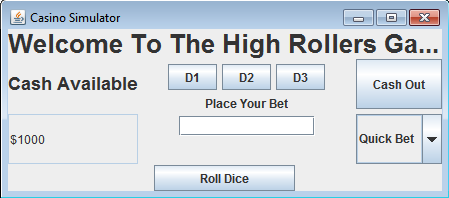 Casino Simulator
Welcome To The High Rollers Ga...
Cash Available
D1 D2 D3
Cash Out
Place Your Bet
$1000
Quick Bet
Roll Dice